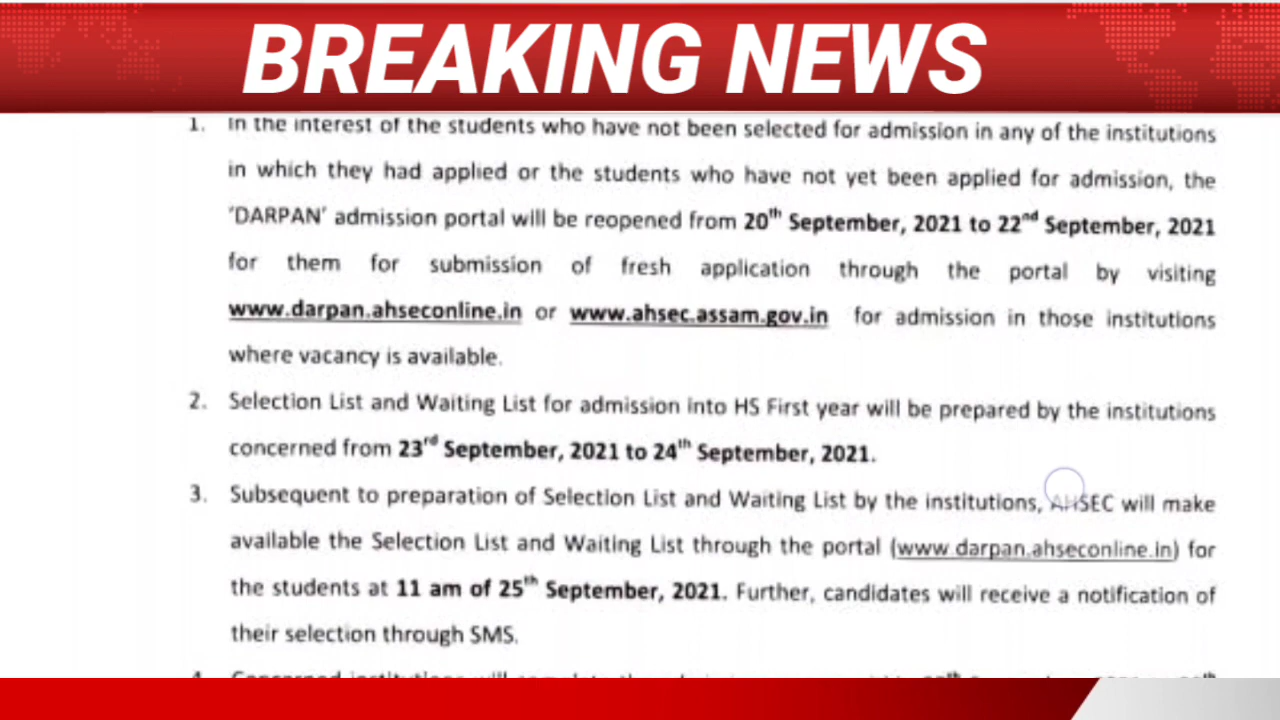 BREAKING NEWS
1. In the interest of the students who have not been selected for admission in any of the institutions
in which they had applied or the students who have not yet been applied for admission, the
'DARPAN' admission portal will be reopened from 20th September, 2021 to 22nd September, 2021
for them for submission of fresh application through the portal by visiting
www.darpan.ahseconline.in or www.ahsec.assam.gov.in for admission in those institutions
where vacancy is available.
2. Selection List and Waiting List for admission into HS First year will be prepared by the institutions
concerned from 23rd September, 2021 to 24th September, 2021.
3. Subsequent to preparation of Selection List and Waiting List by the institutions, AHSEC will make
available the Selection List and Waiting List through the portal (www.darpan.ahseconline.in) for
the students at 11 am of 25th September, 2021. Further, candidates will receive a notification of
their selection through SMS.